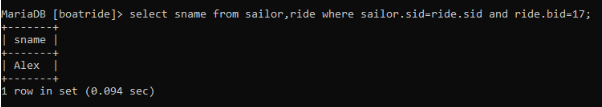 MariaDB [boatride]> select sname from sailor,ride where sailor.sid=ride.sid and ride.bid=17;
+-------+
| sname |
+-------+
| Alex  |
+-------+
1 row in set (0.094 sec)